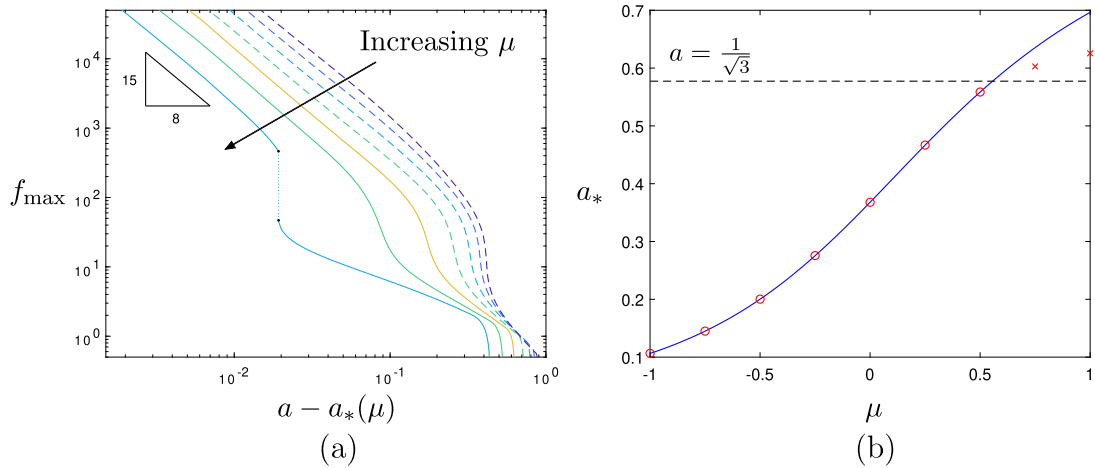 10^4
10^3
10^2
10^1
10^0
f_max
Increasing μ
15
8
10^-2
10^-1
10^0
a − a_*(μ)
(a)
0.7
0.6
0.5
0.4
0.3
0.2
0.1
a_*
a = 1/√3
-1
-0.5
0
0.5
1
μ
(b)